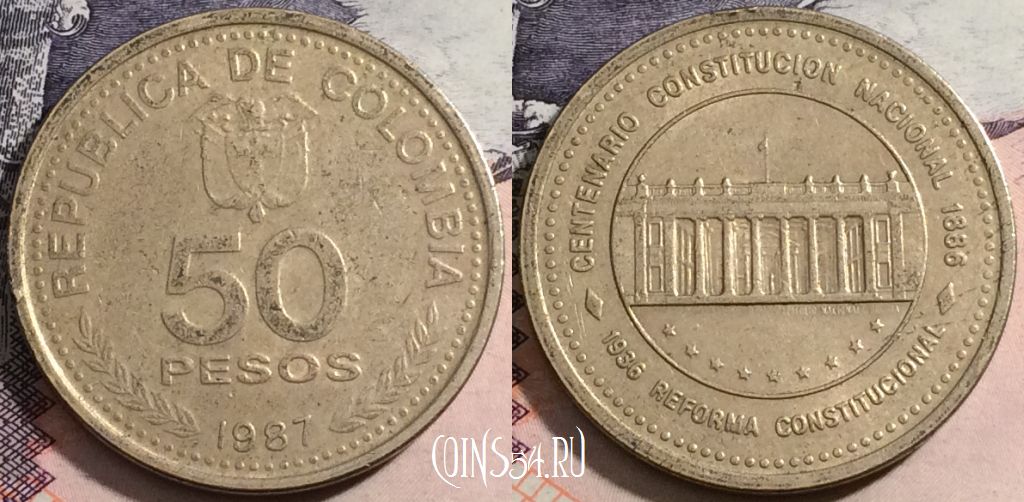 REPUBLICA DE COLOMBIA
50
PESOS
1987
CENTENARIO CONSTITUCION NACIONAL 1886
1936 REFORMA CONSTITUCIONAL
COINS54.RU